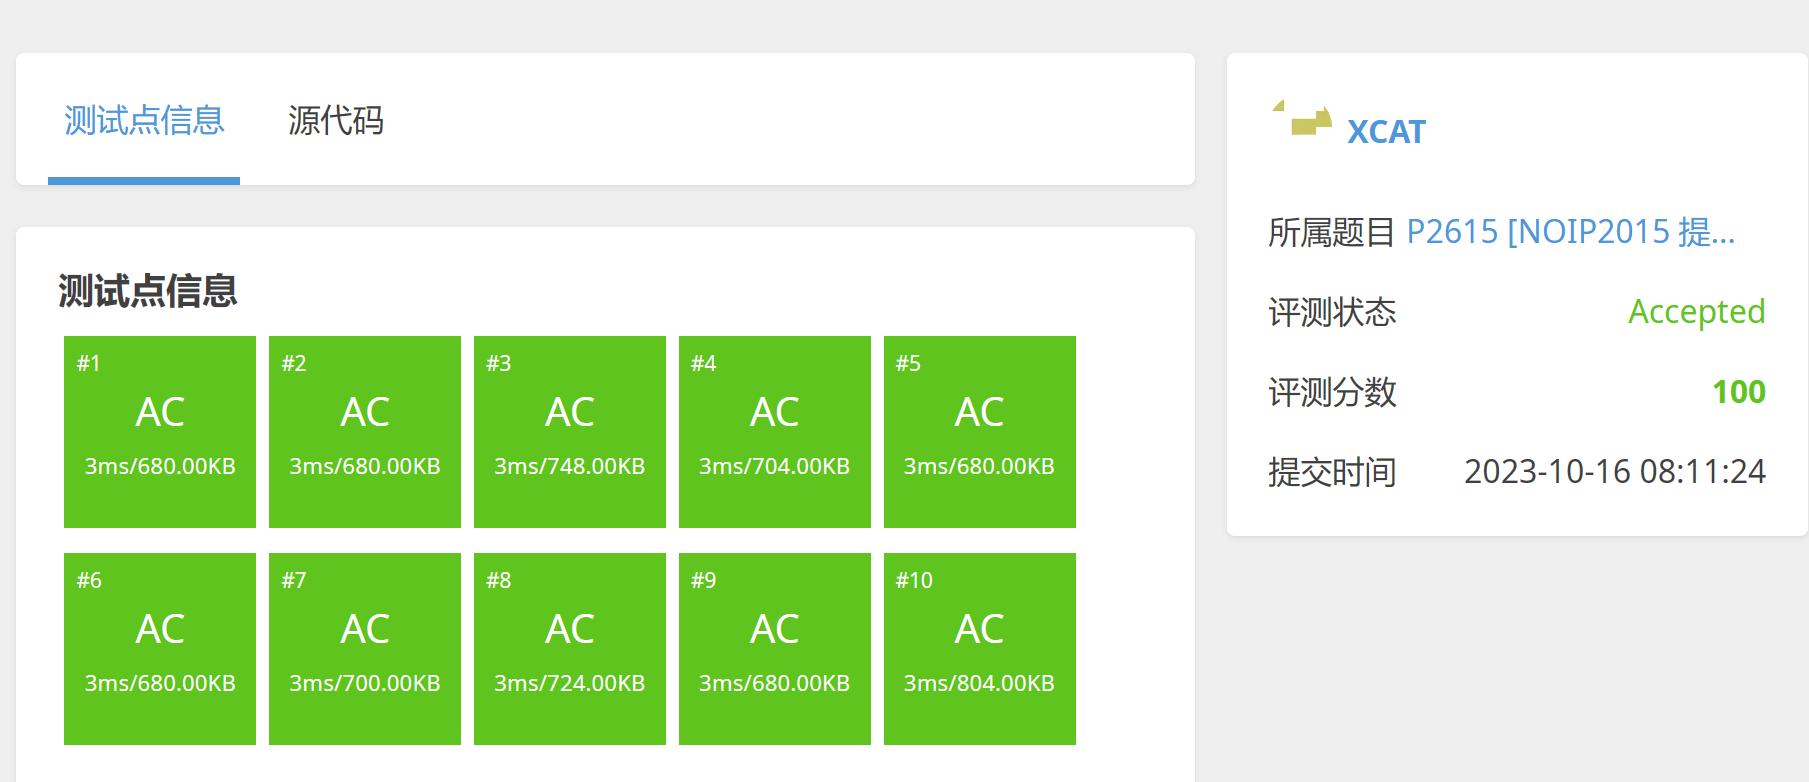 测试点信息 源代码
测试点信息
#1 #2 #3 #4 #5
AC AC AC AC AC
3ms/680.00KB 3ms/680.00KB 3ms/748.00KB 3ms/704.00KB 3ms/680.00KB
#6 #7 #8 #9 #10
AC AC AC AC AC
3ms/680.00KB 3ms/700.00KB 3ms/724.00KB 3ms/680.00KB 3ms/804.00KB
XCAT
所属题目 P2615 [NOIP2015 提...
评测状态 Accepted
评测分数 100
提交时间 2023-10-16 08:11:24